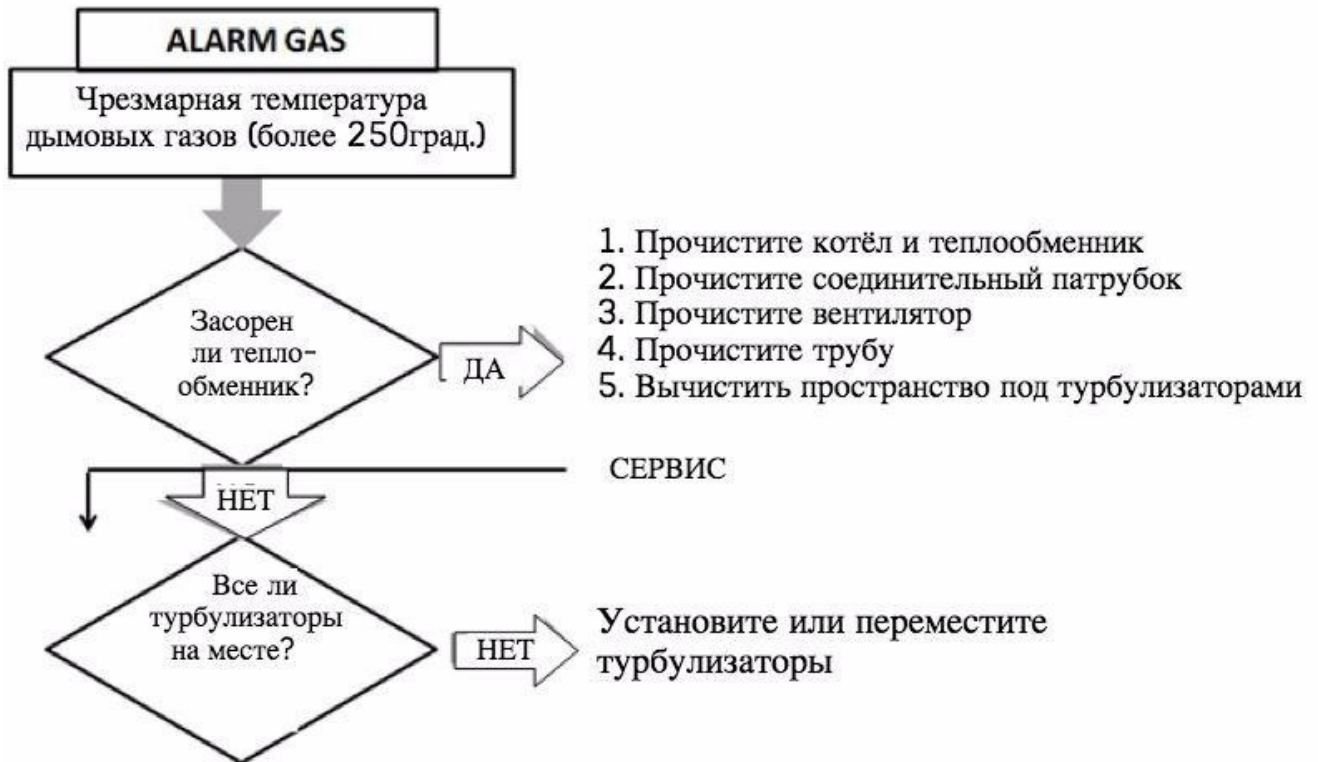 ALARM GAS
Чрезмарная температура
дымовых газов (более 250град.)
Засорен
ли тепло-
обменник?
ДА
1. Прочистите котёл и теплообменник
2. Прочистите соединительный патрубок
3. Прочистите вентилятор
4. Прочистите трубу
5. Вычистить пространство под турбулизаторами
СЕРВИС
НЕТ
Все ли
турбулизаторы
на месте?
НЕТ
Установите или переместите
турбулизаторы